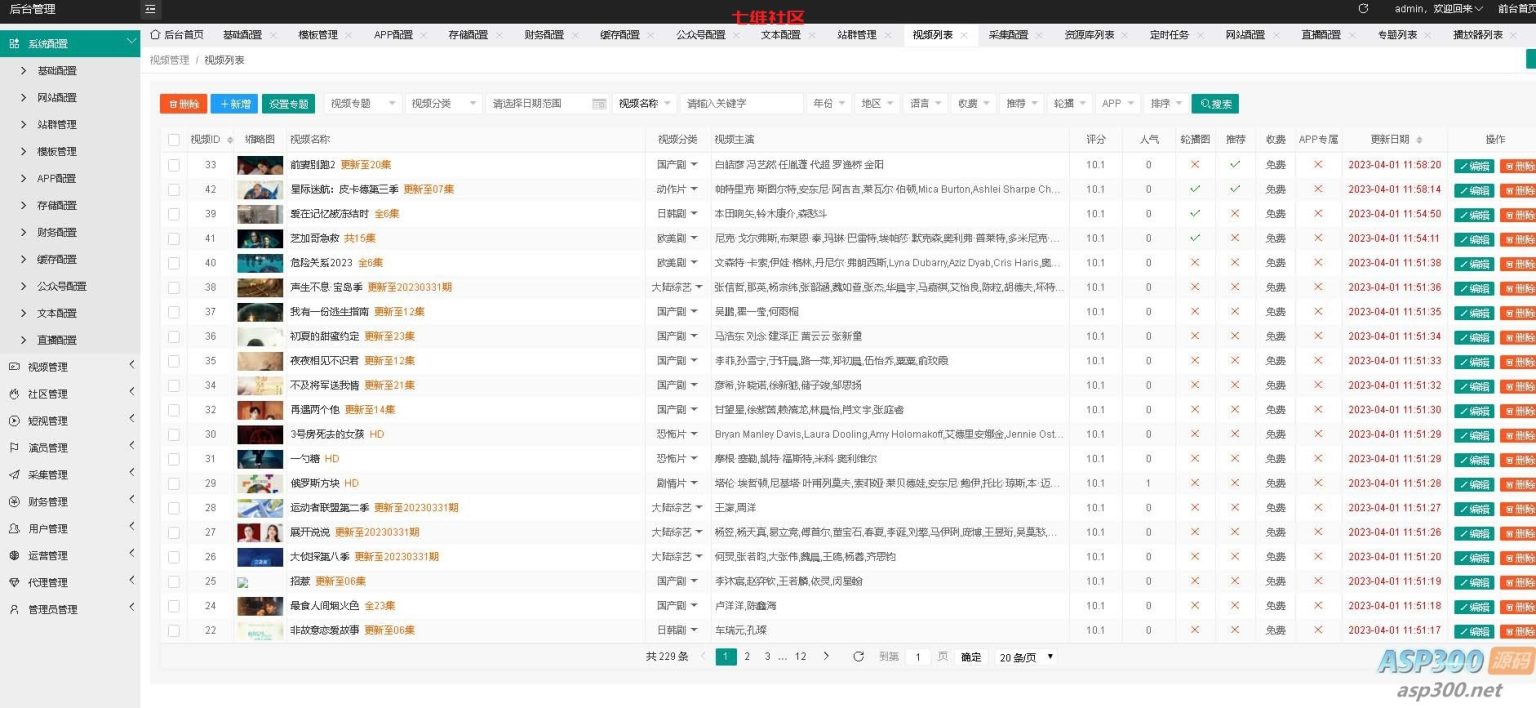 后台管理
七维社区
admin，欢迎回来
前台首页
系统配置
基础配置
网站配置
站群管理
模板管理
APP配置
存储配置
财务配置
缓存配置
公众号配置
文本配置
直播配置
视频管理
社区管理
短视管理
演员管理
采集管理
财务管理
用户管理
运营管理
代理管理
管理员管理
后台首页 基础配置 模板管理 APP配置 存储配置 财务配置 缓存配置 公众号配置 文本配置 站群管理 视频列表 采集配置 资源库列表 定时任务 网站配置 直播配置 专题列表 播放器列表
视频管理 / 视频列表
删除 +新增 设置专题 视频专题 视频分类 请选择日期范围 视频名称 请输入关键字 年份 地区 语言 收费 推荐 轮播 APP 排序 搜索
视频ID 缩略图 视频名称 视频分类 视频主演 评分 人气 轮播图 推荐 收费 APP专属 更新日期 操作
33 前妻别跑2 更新至20集 国产剧 白皓彦 冯艺然 任胤蓬 代超 罗逸桥 金阳 10.1 0 免费 2023-04-01 11:58:20 编辑 删除
42 星际迷航：皮卡德第三季 更新至07集 动作片 帕特里克·斯图尔特,安东尼·阿吉吉,莱瓦尔·伯顿,Mica Burton,Ashlei Sharpe Ch... 10.1 0 免费 2023-04-01 11:58:14 编辑 删除
39 爱在记忆被冻结时 全6集 日韩剧 本田响矢,铃木康介,森愁斗 10.1 0 免费 2023-04-01 11:54:50 编辑 删除
41 芝加哥急救 共15集 欧美剧 尼克·戈尔弗斯,布莱恩·泰,玛琳·巴雷特,埃帕莎·默克森,奥利弗·普莱特,多米尼克·... 10.1 0 免费 2023-04-01 11:54:11 编辑 删除
40 危险关系2023 全6集 欧美剧 文森特·卡索,伊娃·格林,丹尼尔·弗朗西斯,Lyna Dubarry,Aziz Dyab,Cris Haris,奥... 10.1 0 免费 2023-04-01 11:51:38 编辑 删除
38 声生不息·宝岛季 更新至20230331期 大陆综艺 张信哲,那英,杨宗纬,张韶涵,魏如萱,张杰,华晨宇,马嘉祺,艾怡良,陈粒,胡德夫,坏特... 10.1 0 免费 2023-04-01 11:51:36 编辑 删除
37 我有一份逃生指南 更新至12集 国产剧 吴鹏,瞿一莹,何雨棍 10.1 0 免费 2023-04-01 11:51:35 编辑 删除
36 初夏的甜蜜约定 更新至23集 国产剧 马浩东 刘念 建泽正 黄云云 张新童 10.1 0 免费 2023-04-01 11:51:34 编辑 删除
35 夜夜相见不识君 更新至12集 国产剧 李菲,孙雪宁,于轩晨,路一萍,郑初晨,伍怡乔,粟粟,俞玟霞 10.1 0 免费 2023-04-01 11:51:33 编辑 删除
34 不及将军送我情 更新至21集 国产剧 彦希,许晓诺,徐新驰,储子竣,邹思扬 10.1 0 免费 2023-04-01 11:51:32 编辑 删除
32 再遇两个他 更新至14集 国产剧 甘望星,徐紫茵,赖禧龙,林晨怡,肖文宇,张庭睿 10.1 0 免费 2023-04-01 11:51:30 编辑 删除
30 3号房死去的女孩 HD 恐怖片 Bryan Manley Davis,Laura Dooling,Amy Holomakoff,艾德里安娜金,Jennie Ost... 10.1 0 免费 2023-04-01 11:51:29 编辑 删除
31 一勺糖 HD 恐怖片 摩根·塞勒,凯特·福斯特,米科·奥利维尔 10.1 0 免费 2023-04-01 11:51:29 编辑 删除
29 俄罗斯方块 HD 剧情片 塔伦·埃哲顿,尼基塔·叶甫列莫夫,索菲娅·莱贝德娃,安东尼·鲍伊,托比·琼斯,本·迈... 10.1 1 免费 2023-04-01 11:51:28 编辑 删除
28 运动者联盟第二季 更新至20230331期 大陆综艺 王濛,周洋 10.1 0 免费 2023-04-01 11:51:27 编辑 删除
27 展开说说 更新至20230331期 大陆综艺 杨笠,杨天真,易立竞,傅首尔,董宝石,春夏,李诞,刘擎,马伊琍,庞博,王昱珩,吴莫愁,... 10.1 0 免费 2023-04-01 11:51:26 编辑 删除
26 大侦探第八季 更新至20230331期 大陆综艺 何炅,张若昀,大张伟,魏晨,王鸥,杨蓉,齐思钧 10.1 0 免费 2023-04-01 11:51:20 编辑 删除
25 招惹 更新至06集 国产剧 李沐宸,赵弈钦,王若麟,依灵,闵星翰 10.1 0 免费 2023-04-01 11:51:19 编辑 删除
24 最食人间烟火色 全23集 国产剧 卢洋洋,陈鑫海 10.1 0 免费 2023-04-01 11:51:18 编辑 删除
22 非故意恋爱故事 更新至06集 日韩剧 车瑞元,孔璨 10.1 0 免费 2023-04-01 11:51:17 编辑 删除
共 229 条 1 2 3 ... 12 到第 1 页 确定 20 条/页
ASP300 源码
asp300.net